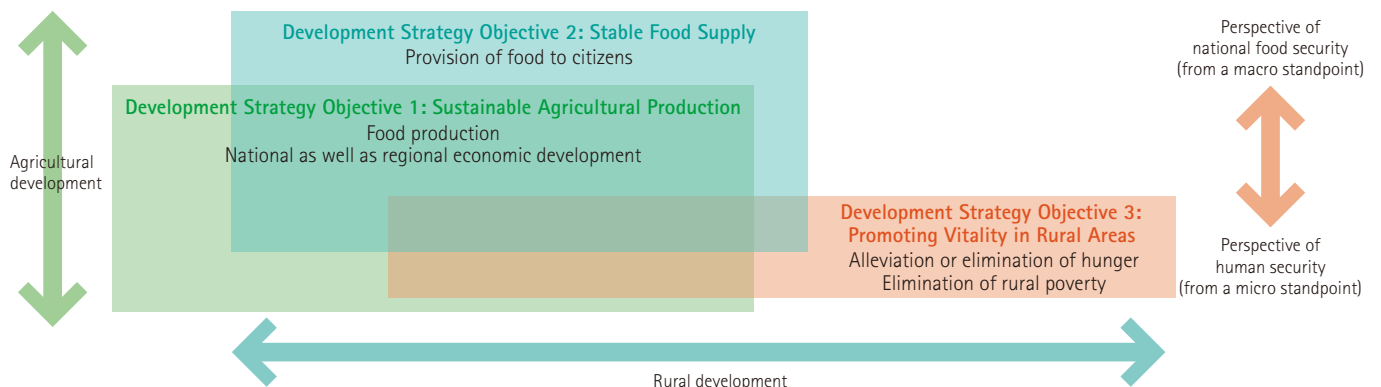 Development Strategy Objective 2: Stable Food Supply
Provision of food to citizens
Development Strategy Objective 1: Sustainable Agricultural Production
Food production
National as well as regional economic development
Agricultural
development
Development Strategy Objective 3:
Promoting Vitality in Rural Areas
Alleviation or elimination of hunger
Elimination of rural poverty
Perspective of
national food security
(from a macro standpoint)
Perspective of
human security
(from a micro standpoint)
Rural development